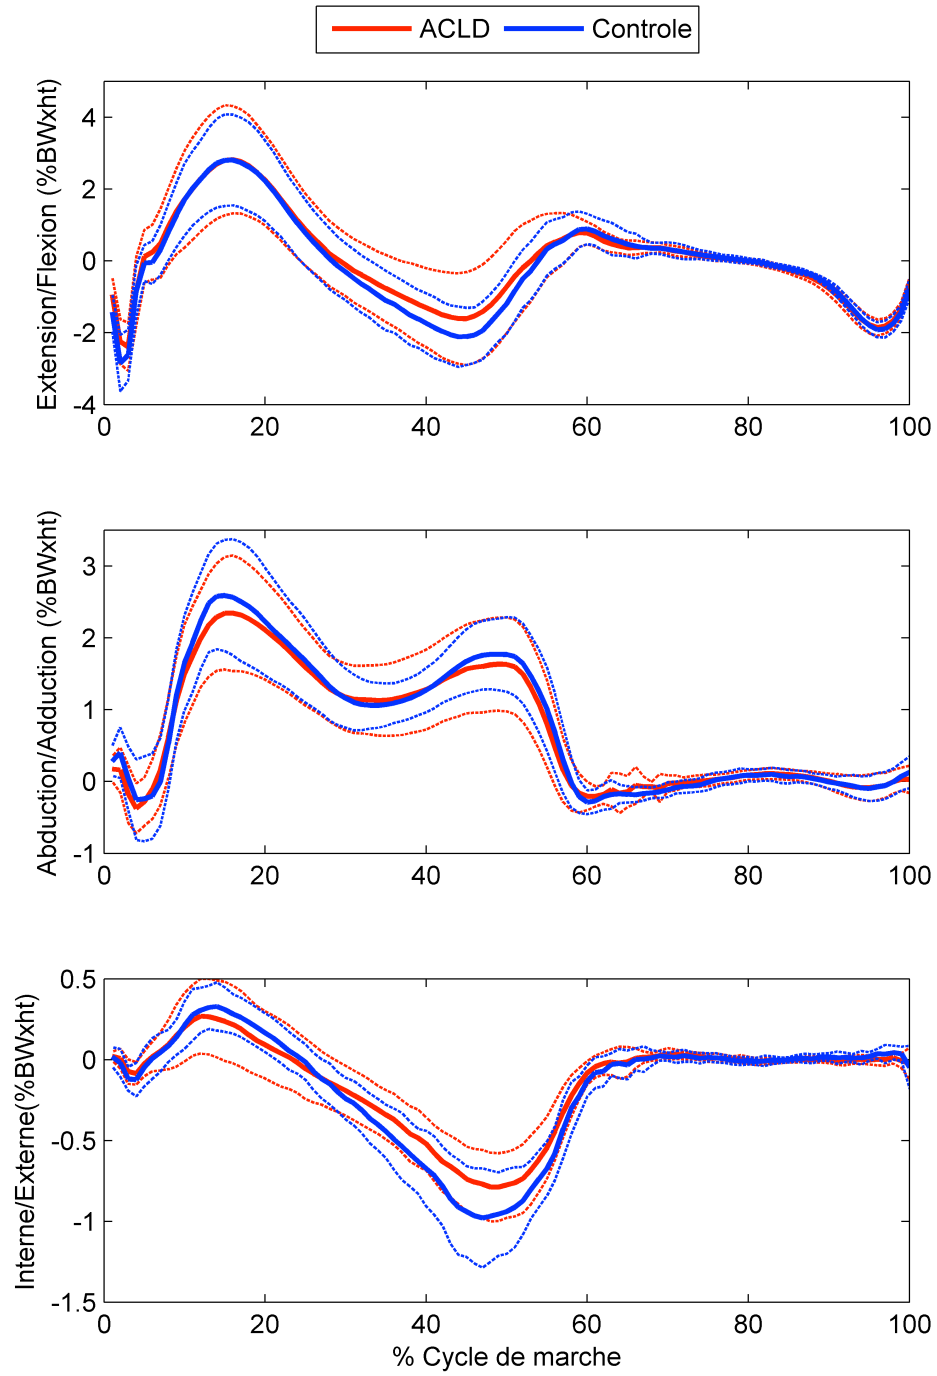 ACLD Controle
Extension/Flexion (%BWxht)
4
2
0
-2
-4
0 20 40 60 80 100
Abduction/Adduction (%BWxht)
3
2
1
0
-1
0 20 40 60 80 100
Interne/Externe(%BWxht)
0.5
0
-0.5
-1
-1.5
0 20 40 60 80 100
% Cycle de marche